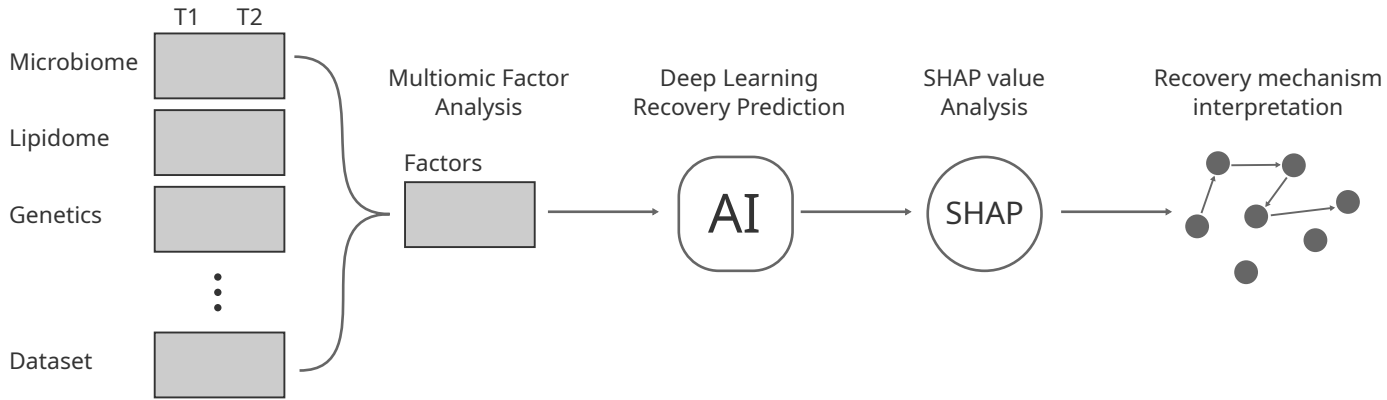 T1 T2
Microbiome
Lipidome
Genetics
Dataset
Multiomic Factor
Analysis
Factors
Deep Learning
Recovery Prediction
AI
SHAP value
Analysis
SHAP
Recovery mechanism
interpretation